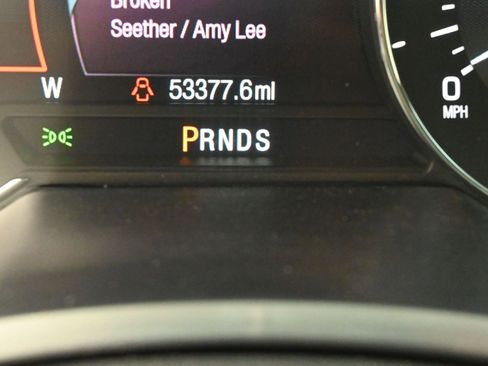 Broken
Seether / Amy Lee
W 53377.6mi
0
MPH
PRNDS